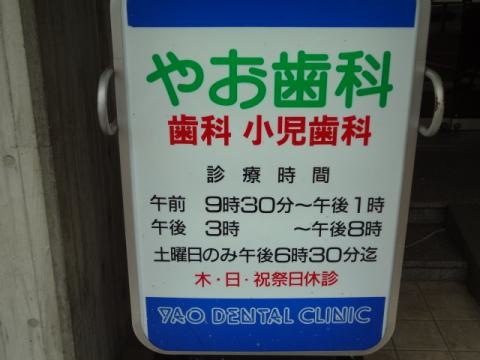 やお歯科
歯科 小児歯科
診療時間
午前 9時30分～午後1時
午後 3時 ～午後8時
土曜日のみ午後6時30分迄
木・日・祝祭日休診
YAO DENTAL CLINIC